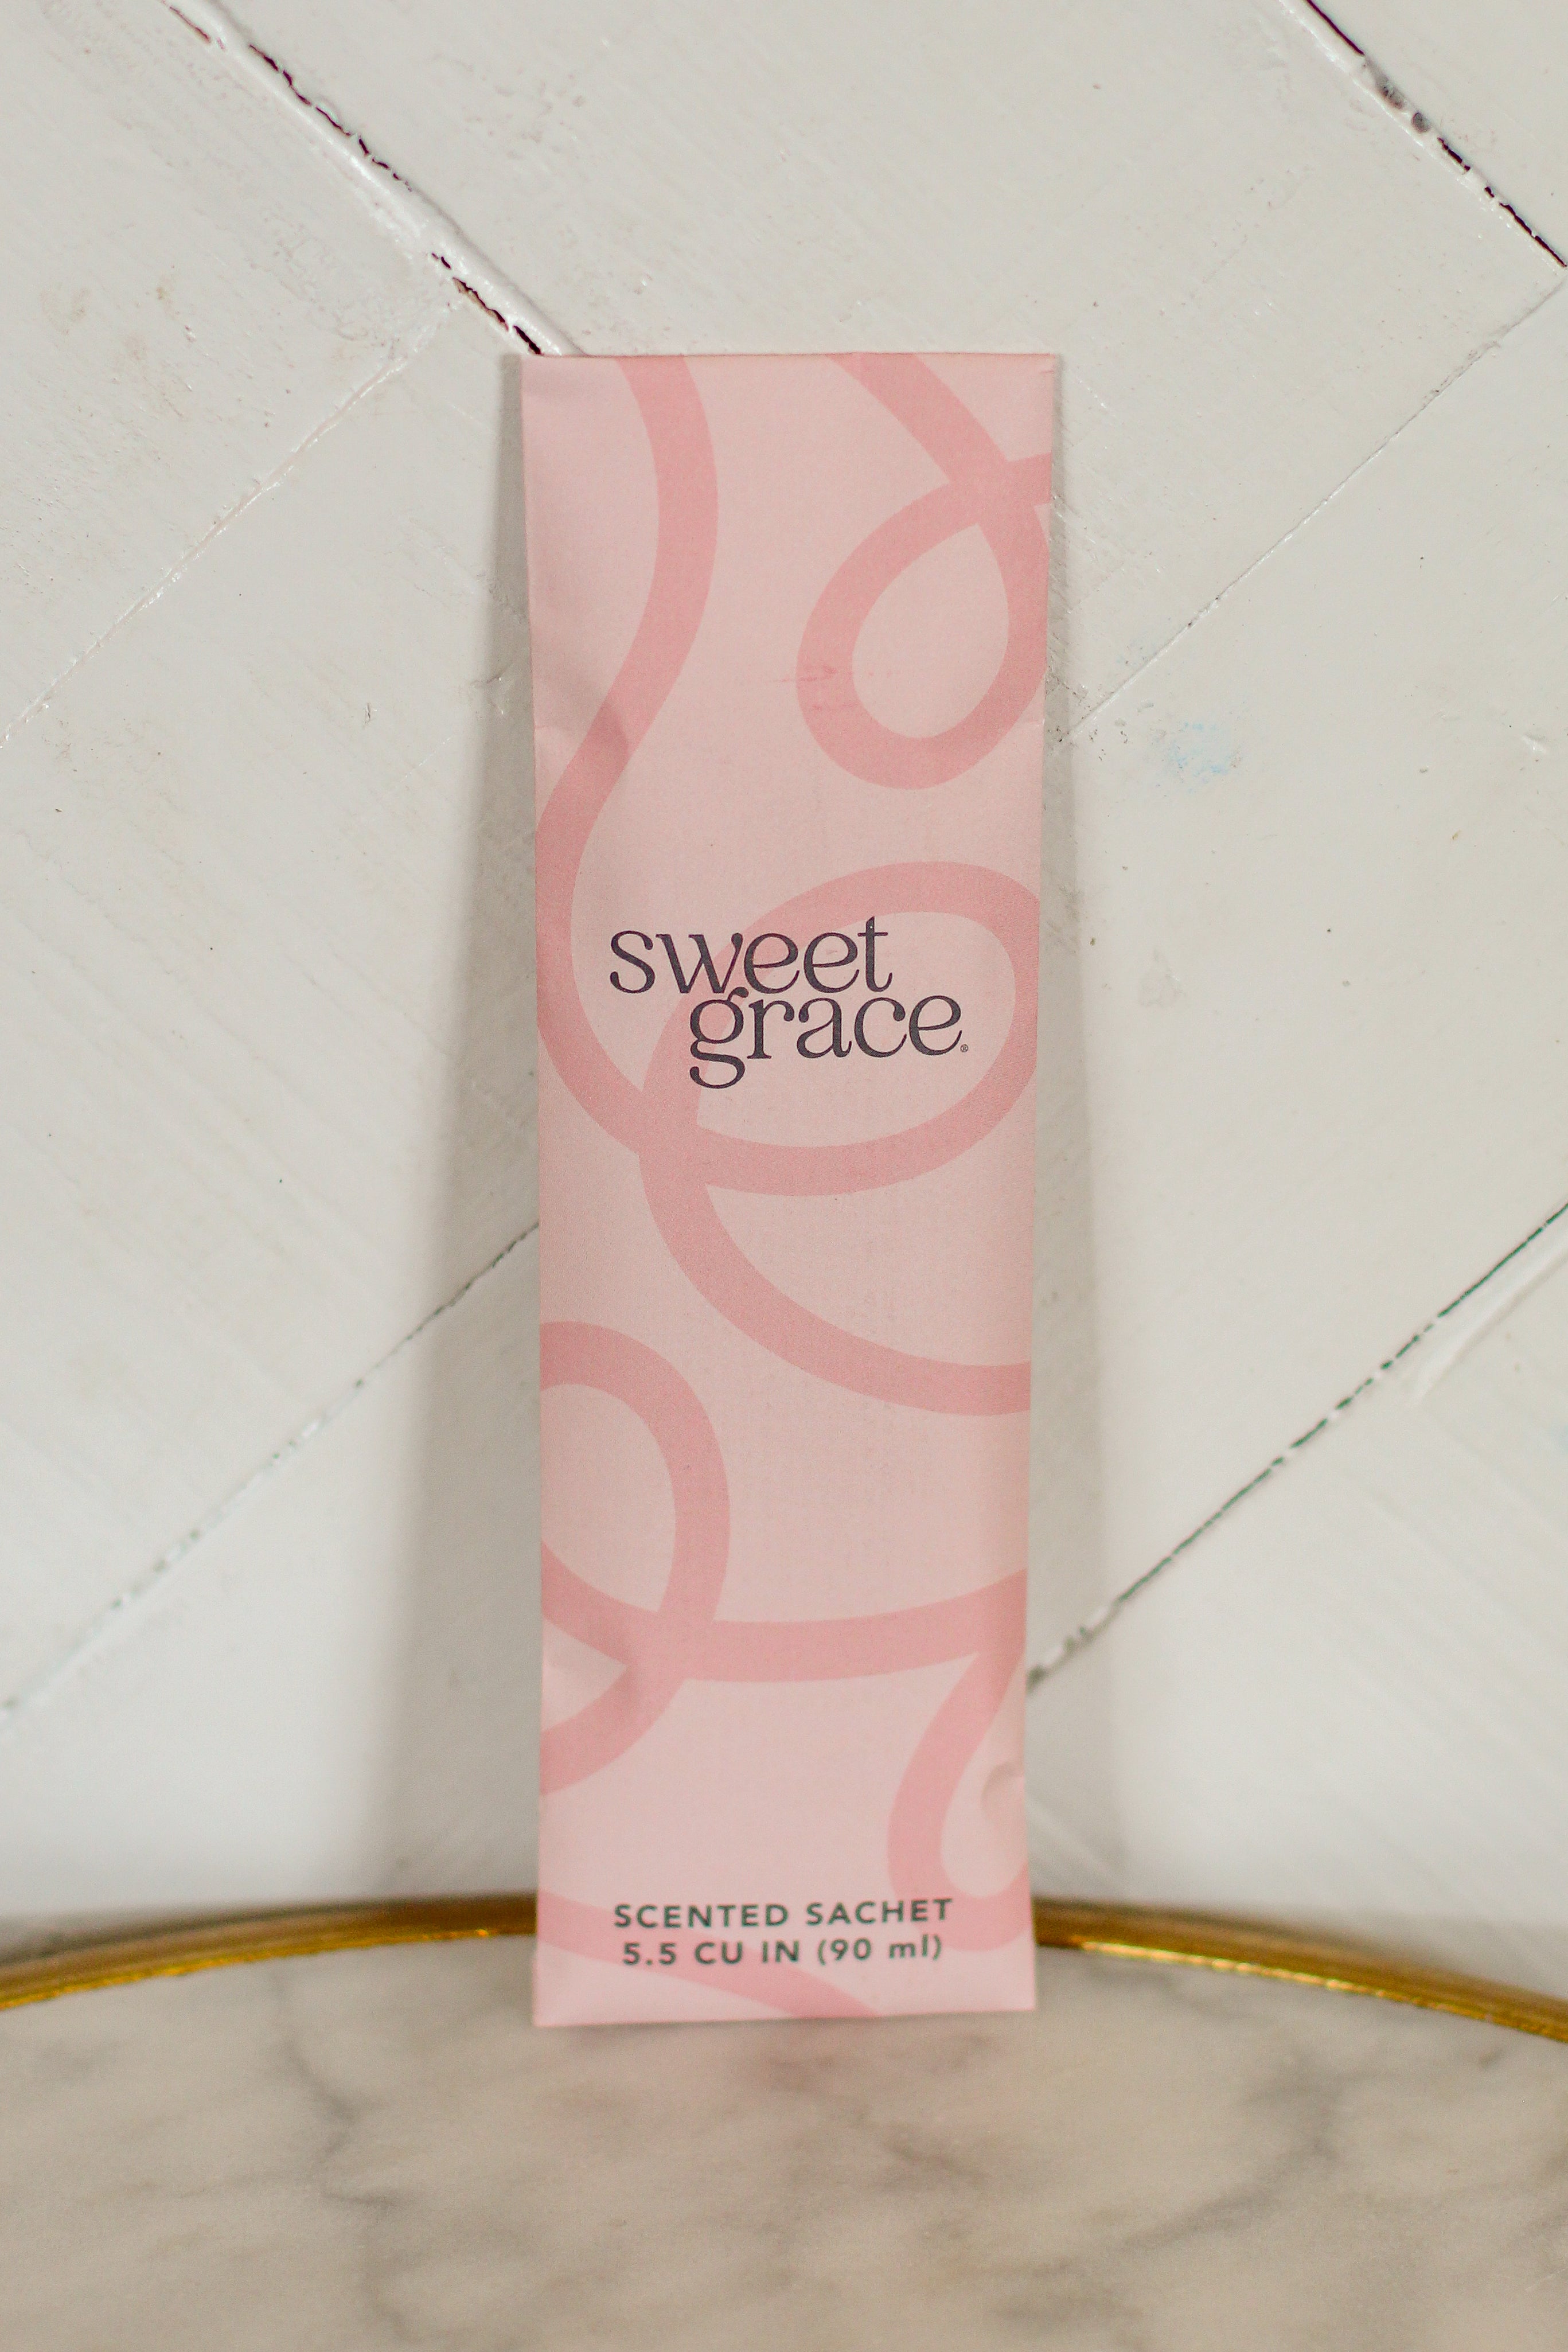 sweet
grace®
SCENTED SACHET
5.5 CU IN (90 ml)